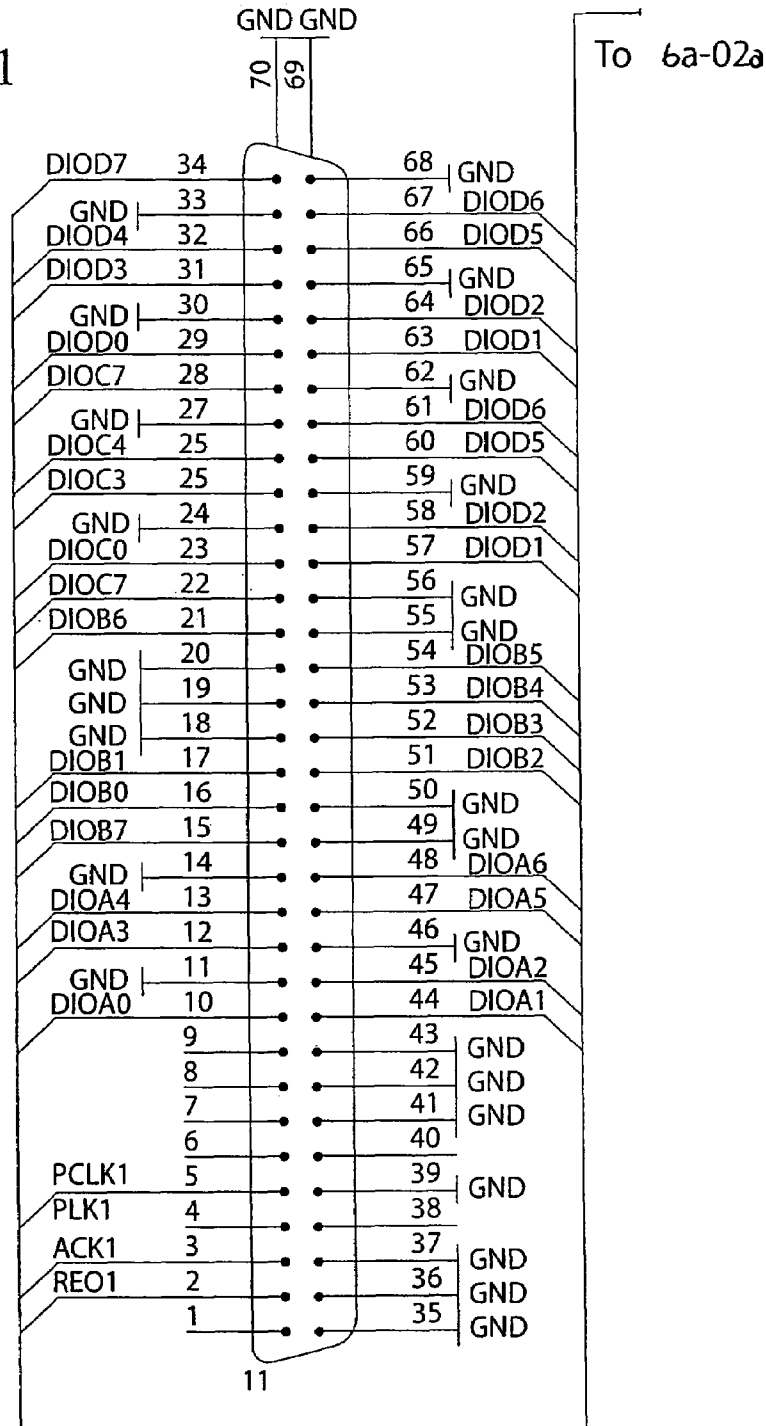 GND GND
70 69
1
To 6a-02a
DIOD7 34 68 GND
GND 33 67 DIOD6
DIOD4 32 66 DIOD5
DIOD3 31 65 GND
GND 30 64 DIOD2
DIOD0 29 63 DIOD1
DIOC7 28 62 GND
GND 27 61 DIOD6
DIOC4 25 60 DIOD5
DIOC3 25 59 GND
GND 24 58 DIOD2
DIOC0 23 57 DIOD1
DIOC7 22 56 GND
DIOB6 21 55 GND
GND 20 54 DIOB5
GND 19 53 DIOB4
GND 18 52 DIOB3
DIOB1 17 51 DIOB2
DIOB0 16 50 GND
DIOB7 15 49 GND
GND 14 48 DIOA6
DIOA4 13 47 DIOA5
DIOA3 12 46 GND
GND 11 45 DIOA2
DIOA0 10 44 DIOA1
9 43 GND
8 42 GND
7 41 GND
6 40
PCLK1 5 39 GND
PLK1 4 38
ACK1 3 37 GND
REO1 2 36 GND
1 35 GND
11